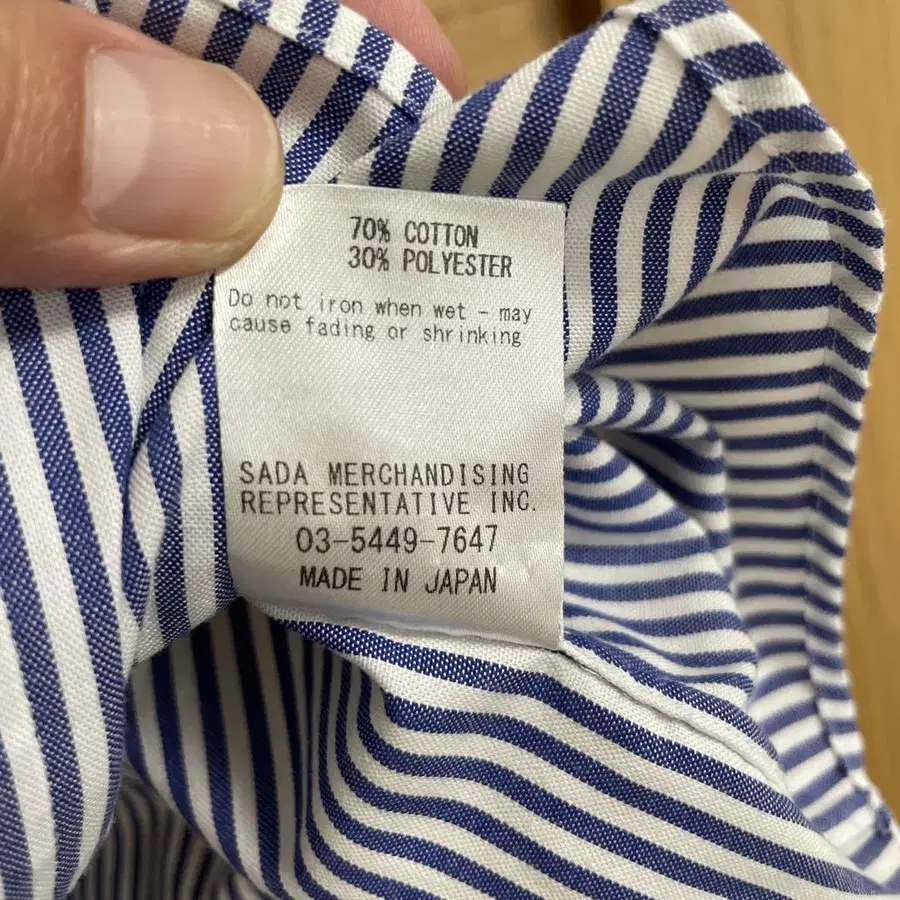 70% COTTON
30% POLYESTER
Do not iron when wet - may
cause fading or shrinking
SADA MERCHANDISING
REPRESENTATIVE INC.
03-5449-7647
MADE IN JAPAN